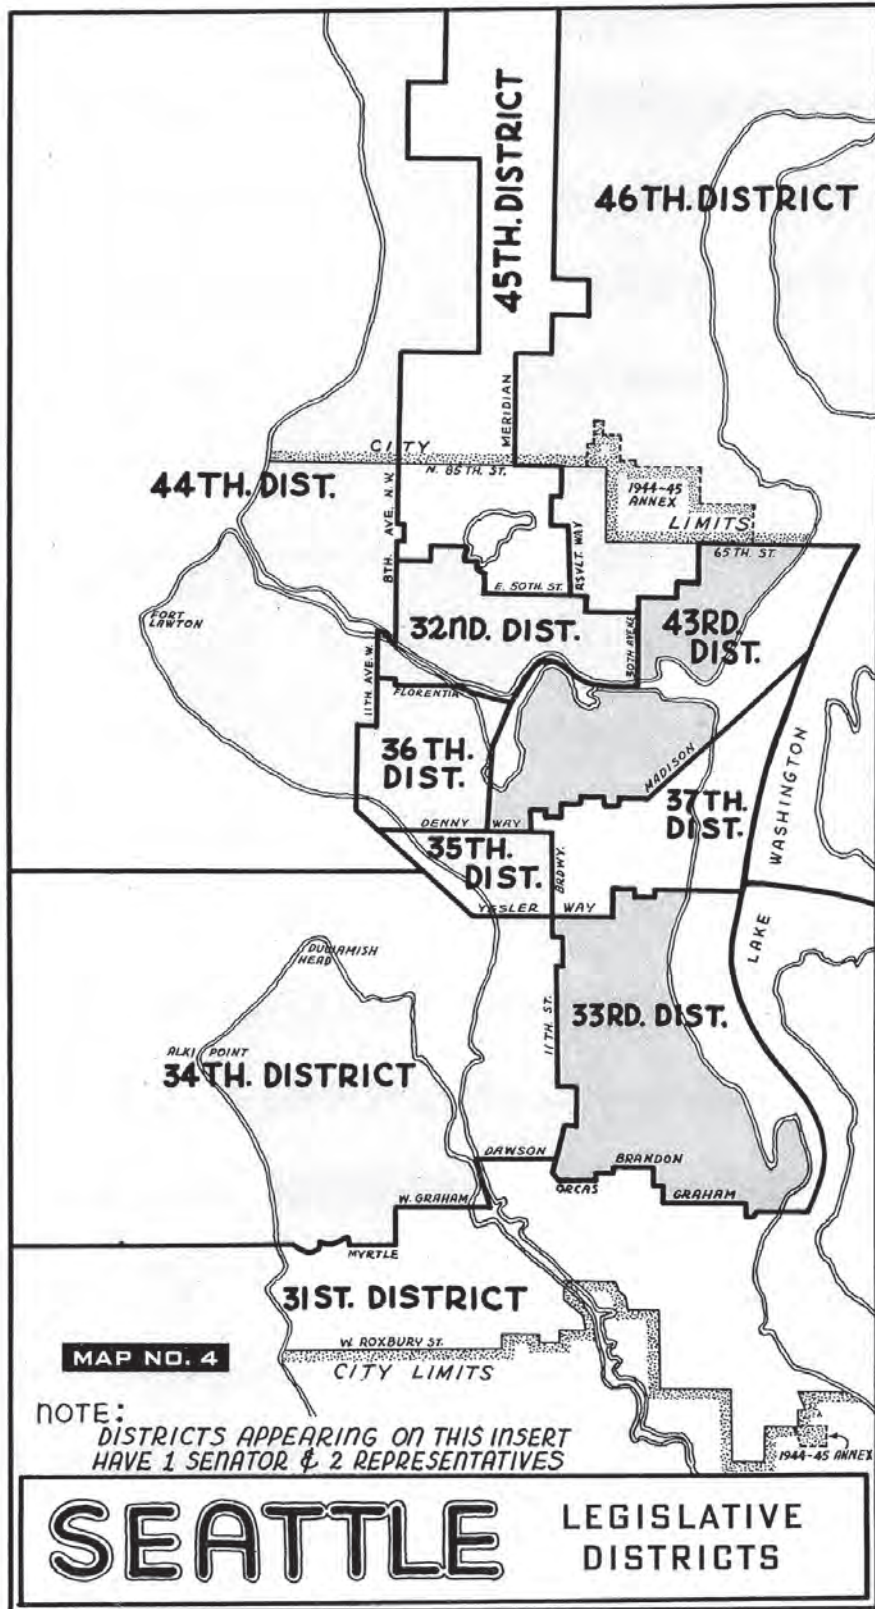 45TH. DISTRICT
46TH. DISTRICT
MERIDIAN
CITY
N. 85TH. ST.
44TH. DIST.
8TH. AVE. N.W.
1944-45
ANNEX
LIMITS
RSVLT. WAY
65TH. ST.
E. 50TH. ST.
FORT
LAWTON
32ND. DIST.
30TH AVE NE
43RD.
DIST.
11TH. AVE. W.
FLORENTIA
36TH.
DIST.
MADISON
37TH.
DIST.
WASHINGTON
DENNY WAY
35TH.
DIST.
BRDWY.
YESLER WAY
LAKE
DUWAMISH
HEAD
11TH ST.
33RD. DIST.
ALKI POINT
34TH. DISTRICT
DAWSON
BRANDON
ORCAS
GRAHAM
W. GRAHAM
MYRTLE
31ST. DISTRICT
W. ROXBURY ST.
CITY LIMITS
MAP NO. 4
NOTE:
DISTRICTS APPEARING ON THIS INSERT
HAVE 1 SENATOR & 2 REPRESENTATIVES
1944-45 ANNEX
SEATTLE
LEGISLATIVE
DISTRICTS